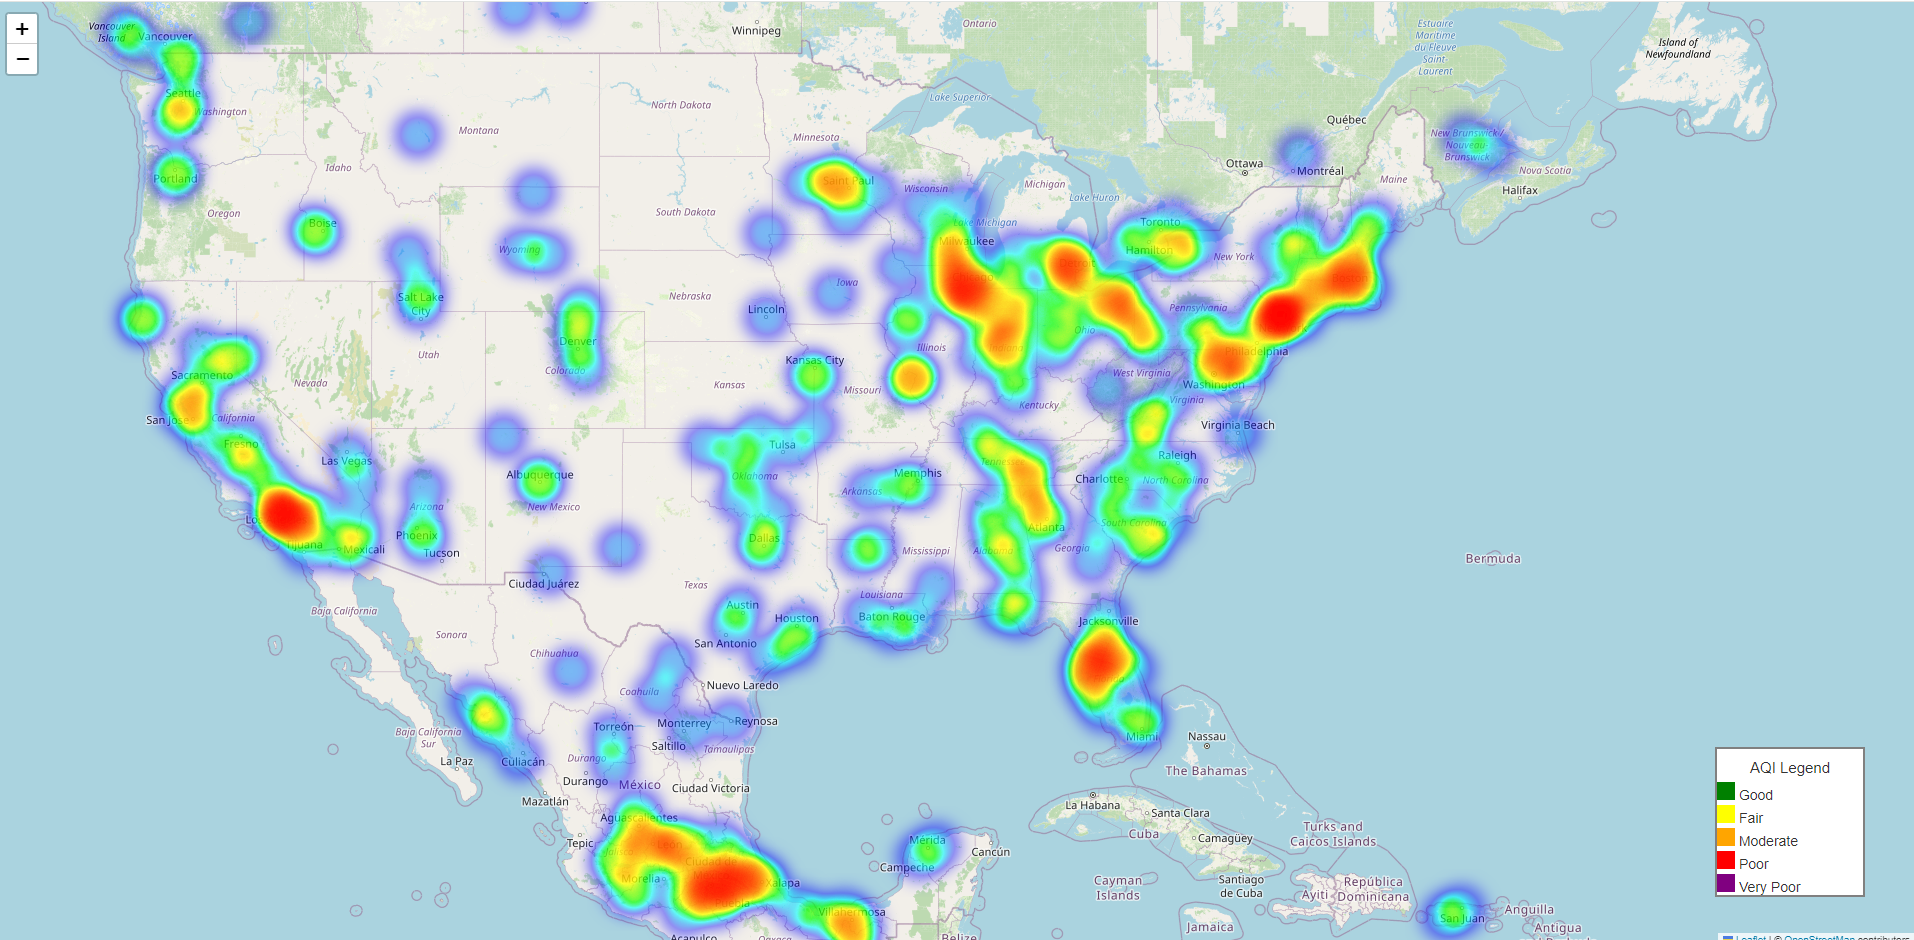 +
−
Vancouver
Island
Vancouver
Winnipeg
Ontario
Estuaire
Maritime
du Fleuve
Saint-
Laurent
Island of
Newfoundland
Seattle
Washington
Montana
North Dakota
Lake Superior
Minnesota
Québec
New Brunswick /
Nouveau-
Brunswick
Nova Scotia
Halifax
Portland
Idaho
Saint Paul
Wisconsin
Michigan
Lake Huron
Ottawa
Montréal
Maine
Oregon
Boise
Wyoming
South Dakota
Lake Michigan
Milwaukee
Toronto
Hamilton
New York
Salt Lake
City
Nebraska
Iowa
Lincoln
Pennsylvania
Denver
Colorado
Utah
Nevada
Sacramento
San Jose
California
Fresno
Las Vegas
Kansas City
Kansas
Missouri
Illinois
Indiana
Ohio
Kentucky
West Virginia
Philadelphia
Washington
Virginia
Virginia Beach
Albuquerque
New Mexico
Arizona
Phoenix
Tucson
Tijuana
Mexicali
Tulsa
Oklahoma
Arkansas
Memphis
Tennessee
Charlotte
Raleigh
North Carolina
South Carolina
Atlanta
Georgia
Alabama
Mississippi
Dallas
Texas
Ciudad Juárez
Bermuda
Baja California
Sonora
Chihuahua
Austin
San Antonio
Houston
Louisiana
Baton Rouge
Jacksonville
Miami
Coahuila
Nuevo Laredo
Monterrey
Reynosa
Saltillo
Tamaulipas
Torreón
Durango
Durango
Baja California
Sur
La Paz
Culiacán
Mazatlán
México
Ciudad Victoria
Nassau
The Bahamas
La Habana
Santa Clara
Cuba
Camagüey
Santiago
de Cuba
Turks and
Caicos Islands
Aguascalientes
Tepic
Jalisco
León
Ciudad de
Morelia
Xalapa
Puebla
Acapulco
Oaxaca
Villahermosa
Mérida
Campeche
Cancún
Belize
Cayman
Islands
Jamaica
Ayiti
República
Dominicana
San Juan
Anguilla
Antigua
AQI Legend
Good
Fair
Moderate
Poor
Very Poor
Leaflet | © OpenStreetMap contributors